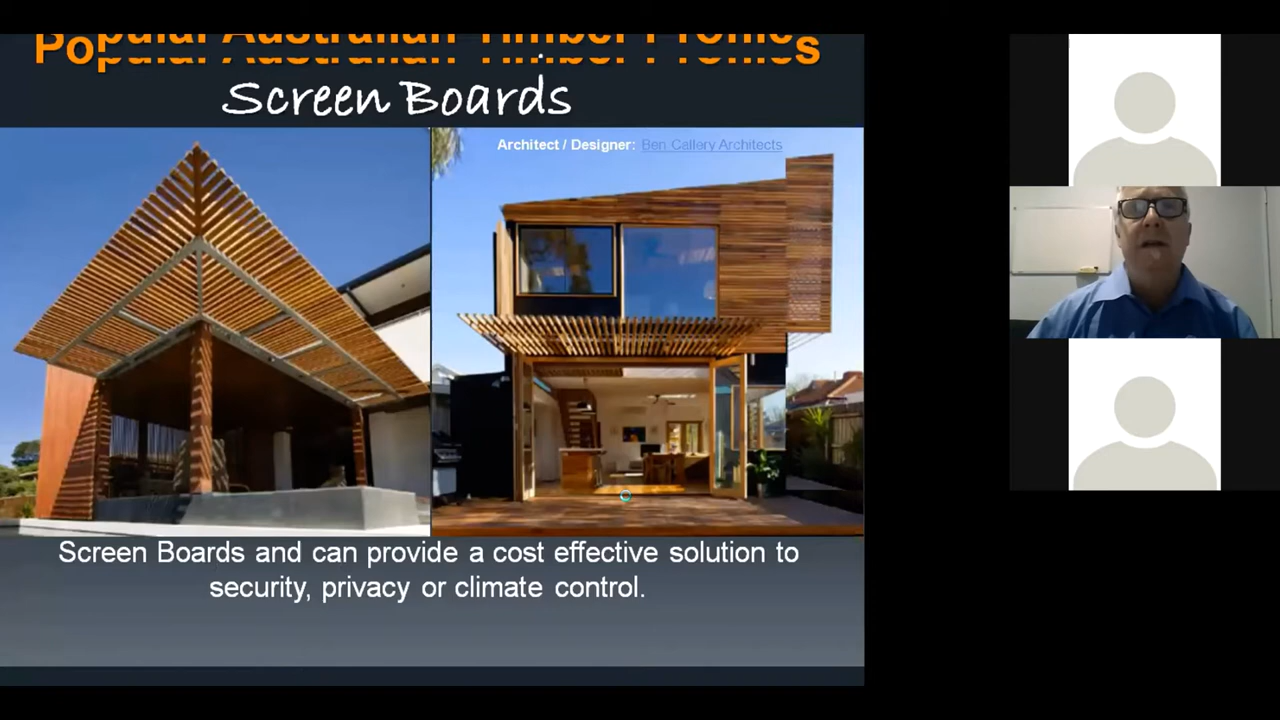 Popular Australian Timber Profiles
Screen Boards
Architect / Designer: Ben Callery Architects
Screen Boards and can provide a cost effective solution to
security, privacy or climate control.